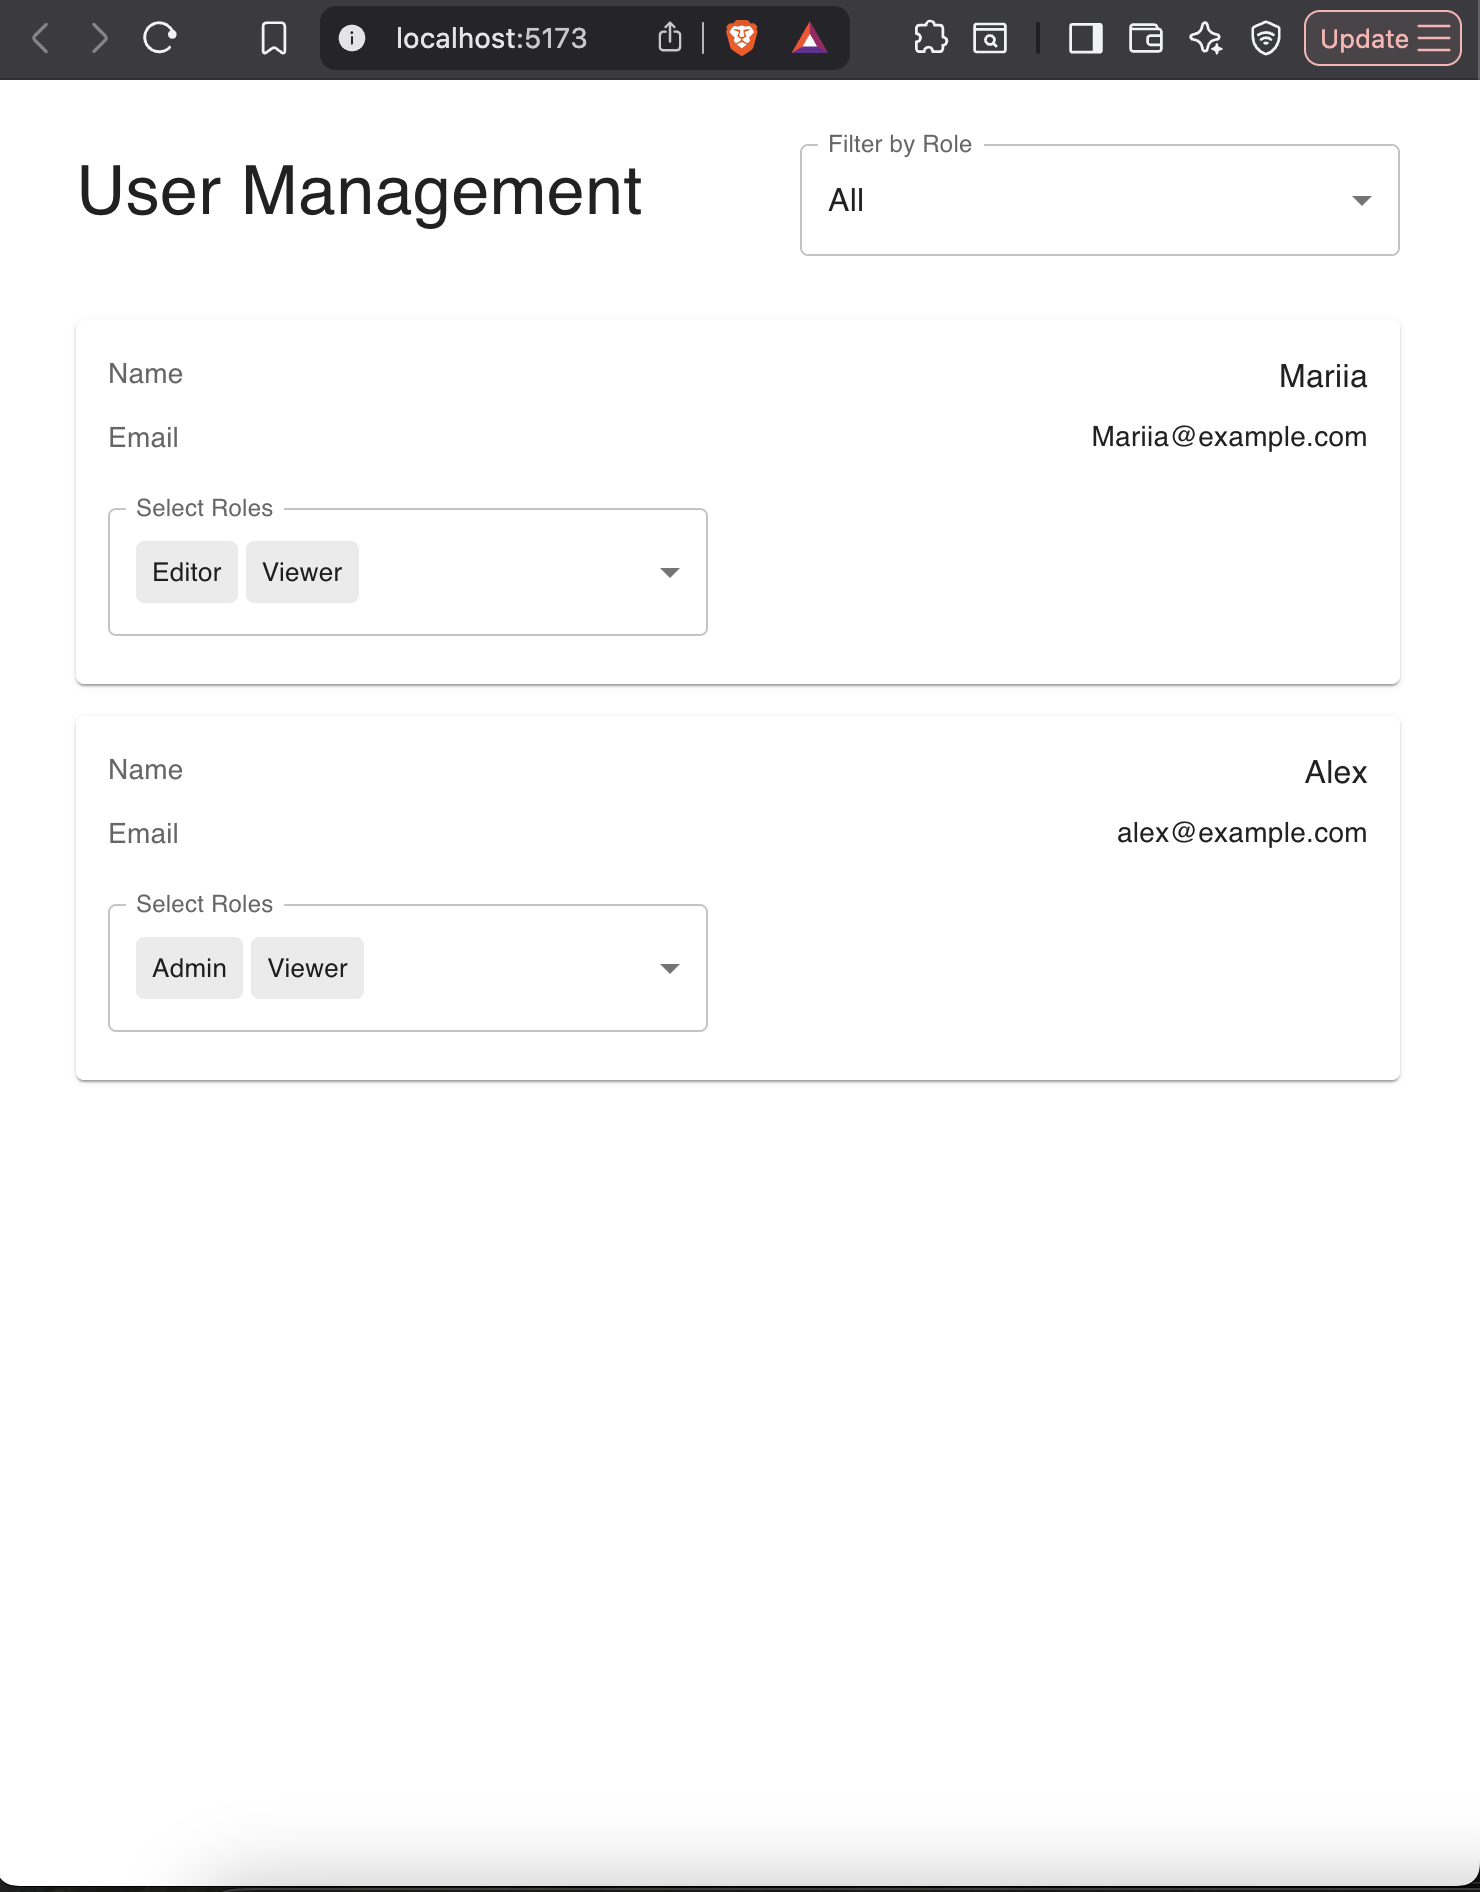 localhost:5173
Update
User Management
Filter by Role
All
Name
Mariia
Email
Mariia@example.com
Select Roles
Editor Viewer
Name
Alex
Email
alex@example.com
Select Roles
Admin Viewer